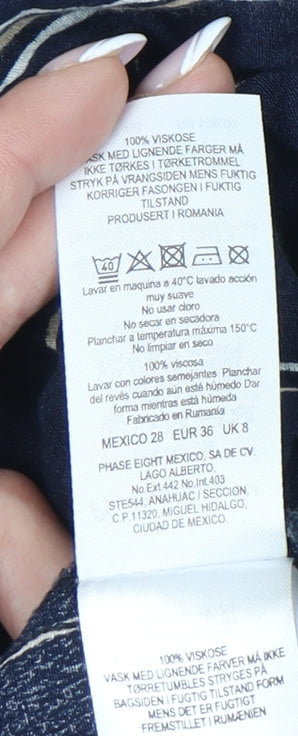 100% VISKOSE
VASK MED LIGNENDE FARGER MÅ
IKKE TØRKES I TØRKETROMMEL
STRYK PÅ VRANGSIDEN MENS FUKTIG
KORRIGER FASONGEN I FUKTIG
TILSTAND
PRODUSERT I ROMANIA
40
Lavar en maquina a 40°C lavado acción
muy suave
No usar cloro
No secar en secadora
Planchar a temperatura máxima 150°C
No limpiar en seco
100% viscosa
Lavar con colores semejantes Planchar
del revés cuando aún esté húmedo Dar
forma mientras está húmeda
Fabricado en Rumanía
MEXICO 28 EUR 36 UK 8
PHASE EIGHT MEXICO, SA DE CV.
LAGO ALBERTO,
No Ext.442 No.Int.403
STE544, ANAHUAC I SECCION,
C.P 11320, MIGUEL HIDALGO,
CIUDAD DE MEXICO.
100% VISKOSE
VASK MED LIGNENDE FARVER MÅ IKKE
TØRRETUMBLES STRYGES PÅ
BAGSIDEN I FUGTIG TILSTAND FORM
MENS DET ER FUGTIGT
FREMSTILLET I RUMÆNIEN